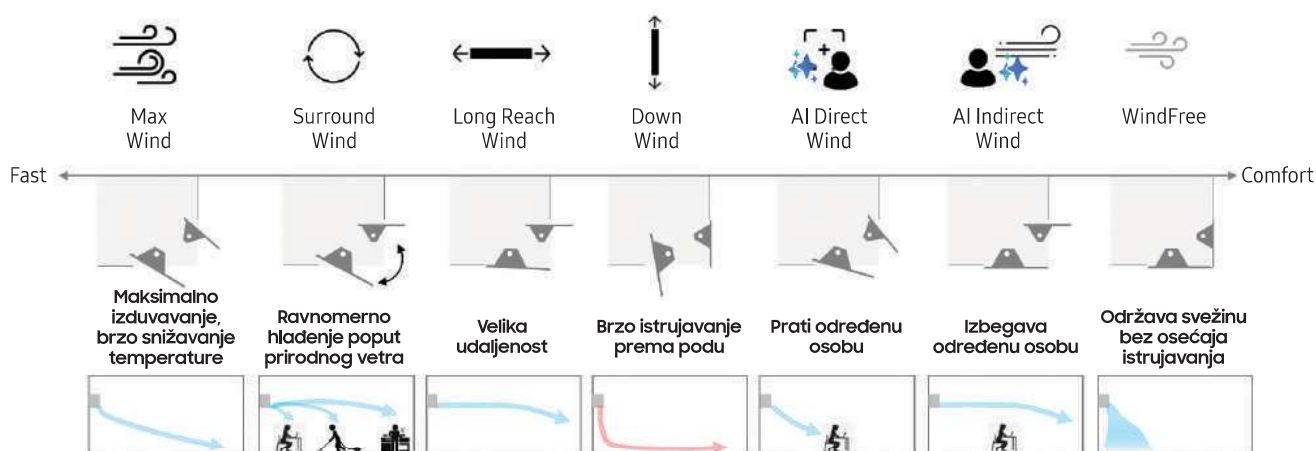 Max
Wind
Surround
Wind
Long Reach
Wind
Down
Wind
AI Direct
Wind
AI Indirect
Wind
WindFree
Fast
Comfort
Maksimalno
izduvavanje,
brzo snižavanje
temperature
Ravnomerno
hlađenje poput
prirodnog vetra
Velika
udaljenost
Brzo istrujavanje
prema podu
Prati određenu
osobu
Izbegava
određenu osobu
Održava svežinu
bez osećaja
istrujavanja